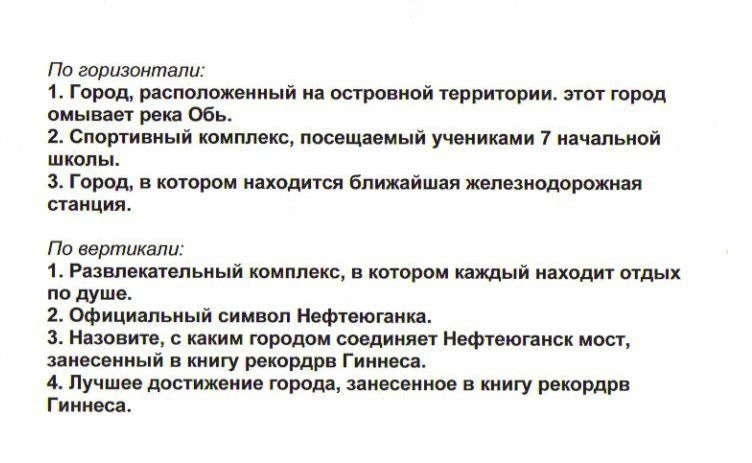 По горизонтали:
1. Город, расположенный на островной территории. этот город
омывает река Обь.
2. Спортивный комплекс, посещаемый учениками 7 начальной
школы.
3. Город, в котором находится ближайшая железнодорожная
станция.
По вертикали:
1. Развлекательный комплекс, в котором каждый находит отдых
по душе.
2. Официальный символ Нефтеюганка.
3. Назовите, с каким городом соединяет Нефтеюганск мост,
занесенный в книгу рекордрв Гиннеса.
4. Лучшее достижение города, занесенное в книгу рекордрв
Гиннеса.